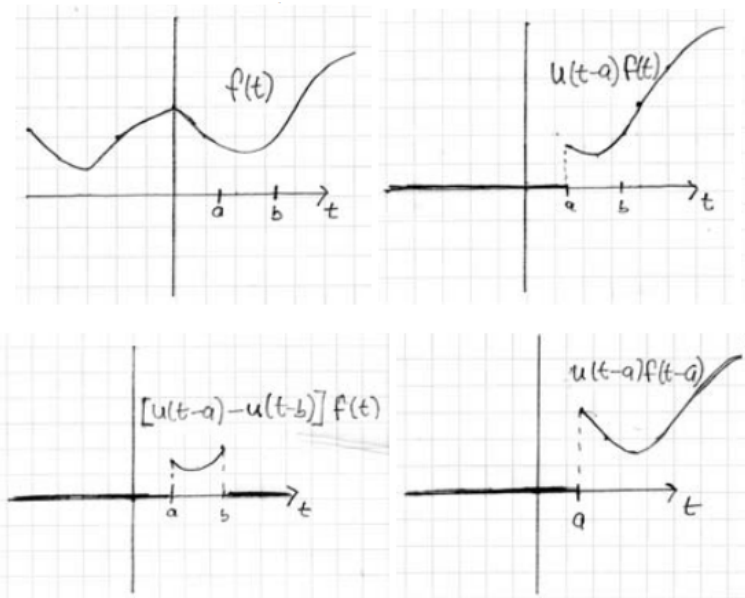 f(t)
a b t
u(t-a)f(t)
a b t
[u(t-a)-u(t-b)] f(t)
a b t
u(t-a)f(t-a)
a t